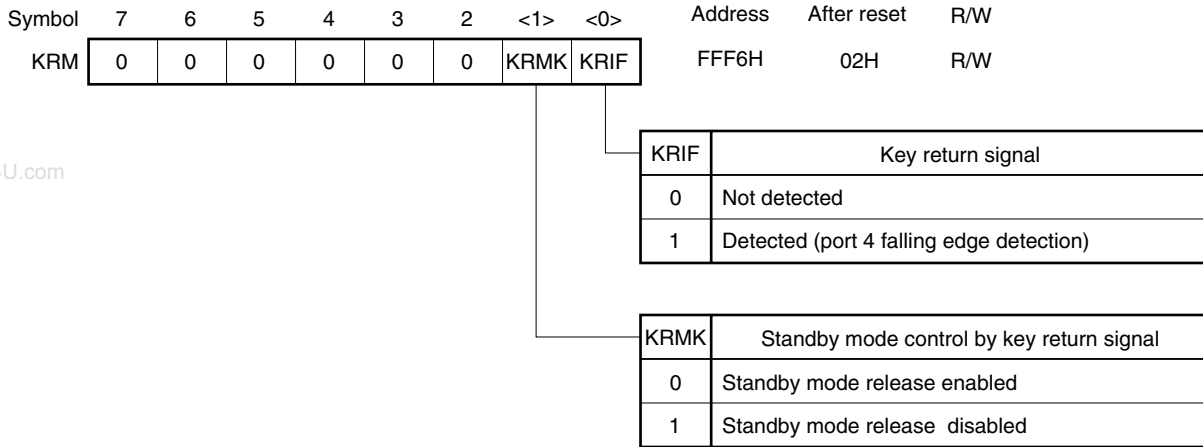 Symbol 7 6 5 4 3 2 <1> <0> Address After reset R/W
KRM 0 0 0 0 0 0 KRMK KRIF FFF6H 02H R/W
-U.com
KRIF Key return signal
0 Not detected
1 Detected (port 4 falling edge detection)
KRMK Standby mode control by key return signal
0 Standby mode release enabled
1 Standby mode release disabled